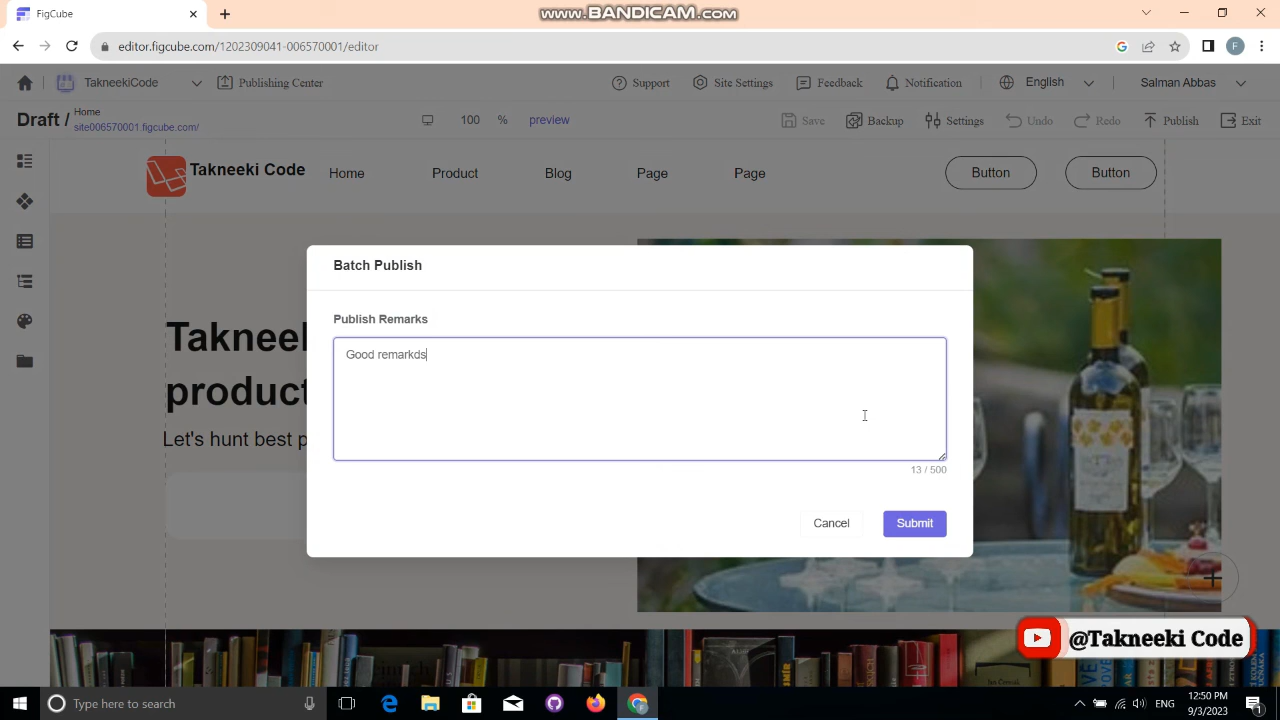 FigCube
www.BANDICAM.com
editor.figcube.com/1202309041-006570001/editor
F
TakneekiCode
Publishing Center
Support
Site Settings
Feedback
Notification
English
Salman Abbas
Draft /
Home
site006570001.figcube.com/
100 %
preview
Save
Backup
Settings
Undo
Redo
Publish
Exit
Takneeki Code
Home
Product
Blog
Page
Page
Button
Button
Batch Publish
Publish Remarks
Good remarkds
13 / 500
Cancel
Submit
Let's hunt best p
@Takneeki Code
Type here to search
ENG
12:50 PM
9/3/2023
1